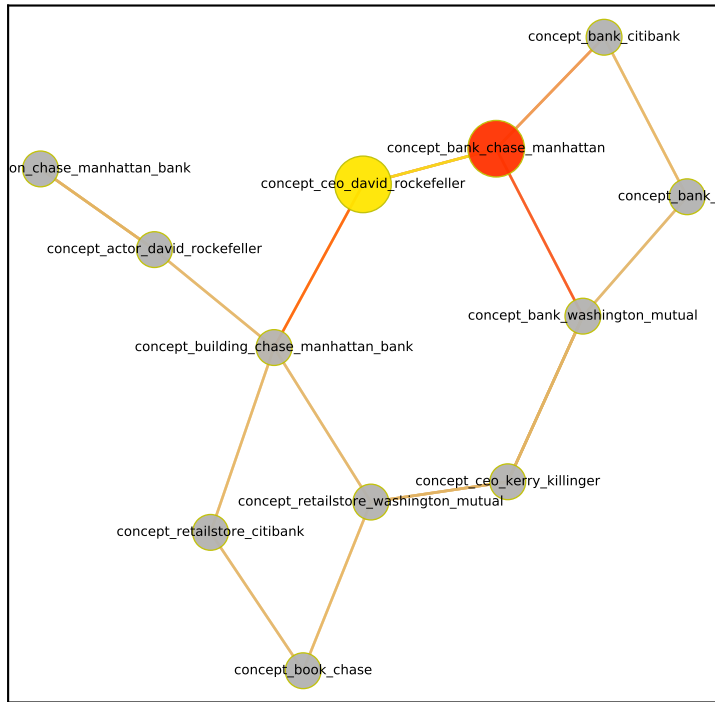 concept_bank_citibank
concept_bank_chase_manhattan
on_chase_manhattan_bank
concept_ceo_david_rockefeller
concept_bank_
concept_actor_david_rockefeller
concept_bank_washington_mutual
concept_building_chase_manhattan_bank
concept_ceo_kerry_killinger
concept_retailstore_washington_mutual
concept_retailstore_citibank
concept_book_chase